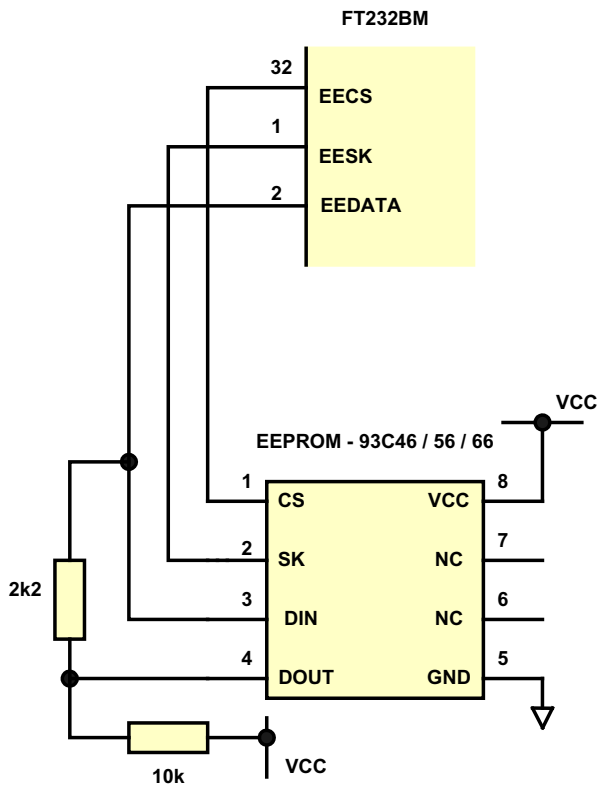 FT232BM
32
EECS
1
EESK
2
EEDATA
VCC
EEPROM - 93C46 / 56 / 66
1
CS
VCC
8
2
SK
NC
7
3
DIN
NC
6
4
DOUT
GND
5
2k2
10k
VCC